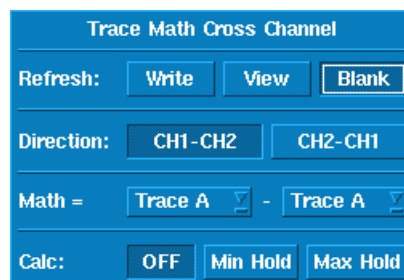 Trace Math Cross Channel
Refresh: Write View Blank
Direction: CH1-CH2 CH2-CH1
Math = Trace A - Trace A
Calc: OFF Min Hold Max Hold